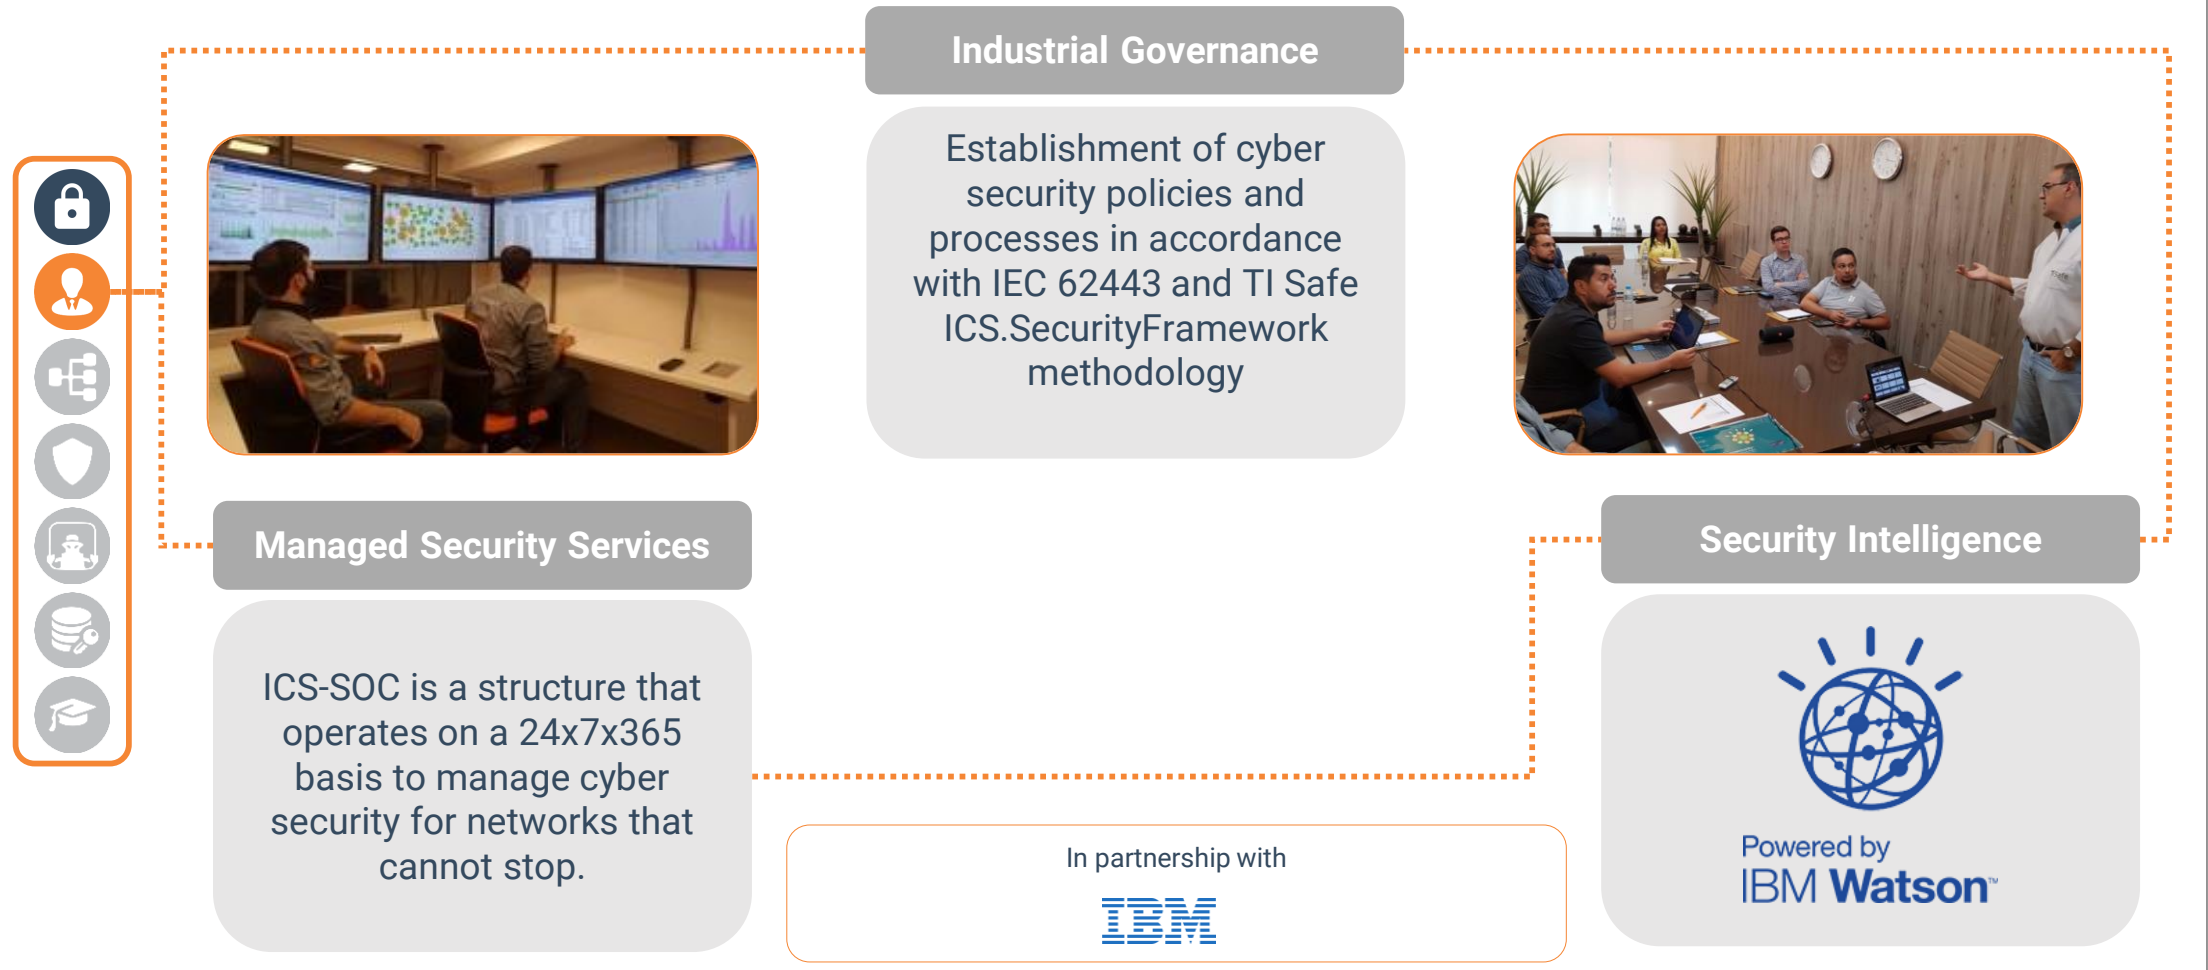 Industrial Governance
Establishment of cyber
security policies and
processes in accordance
with IEC 62443 and TI Safe
ICS.SecurityFramework
methodology
Managed Security Services
ICS-SOC is a structure that
operates on a 24x7x365
basis to manage cyber
security for networks that
cannot stop.
Security Intelligence
Powered by
IBM Watson™
In partnership with
IBM